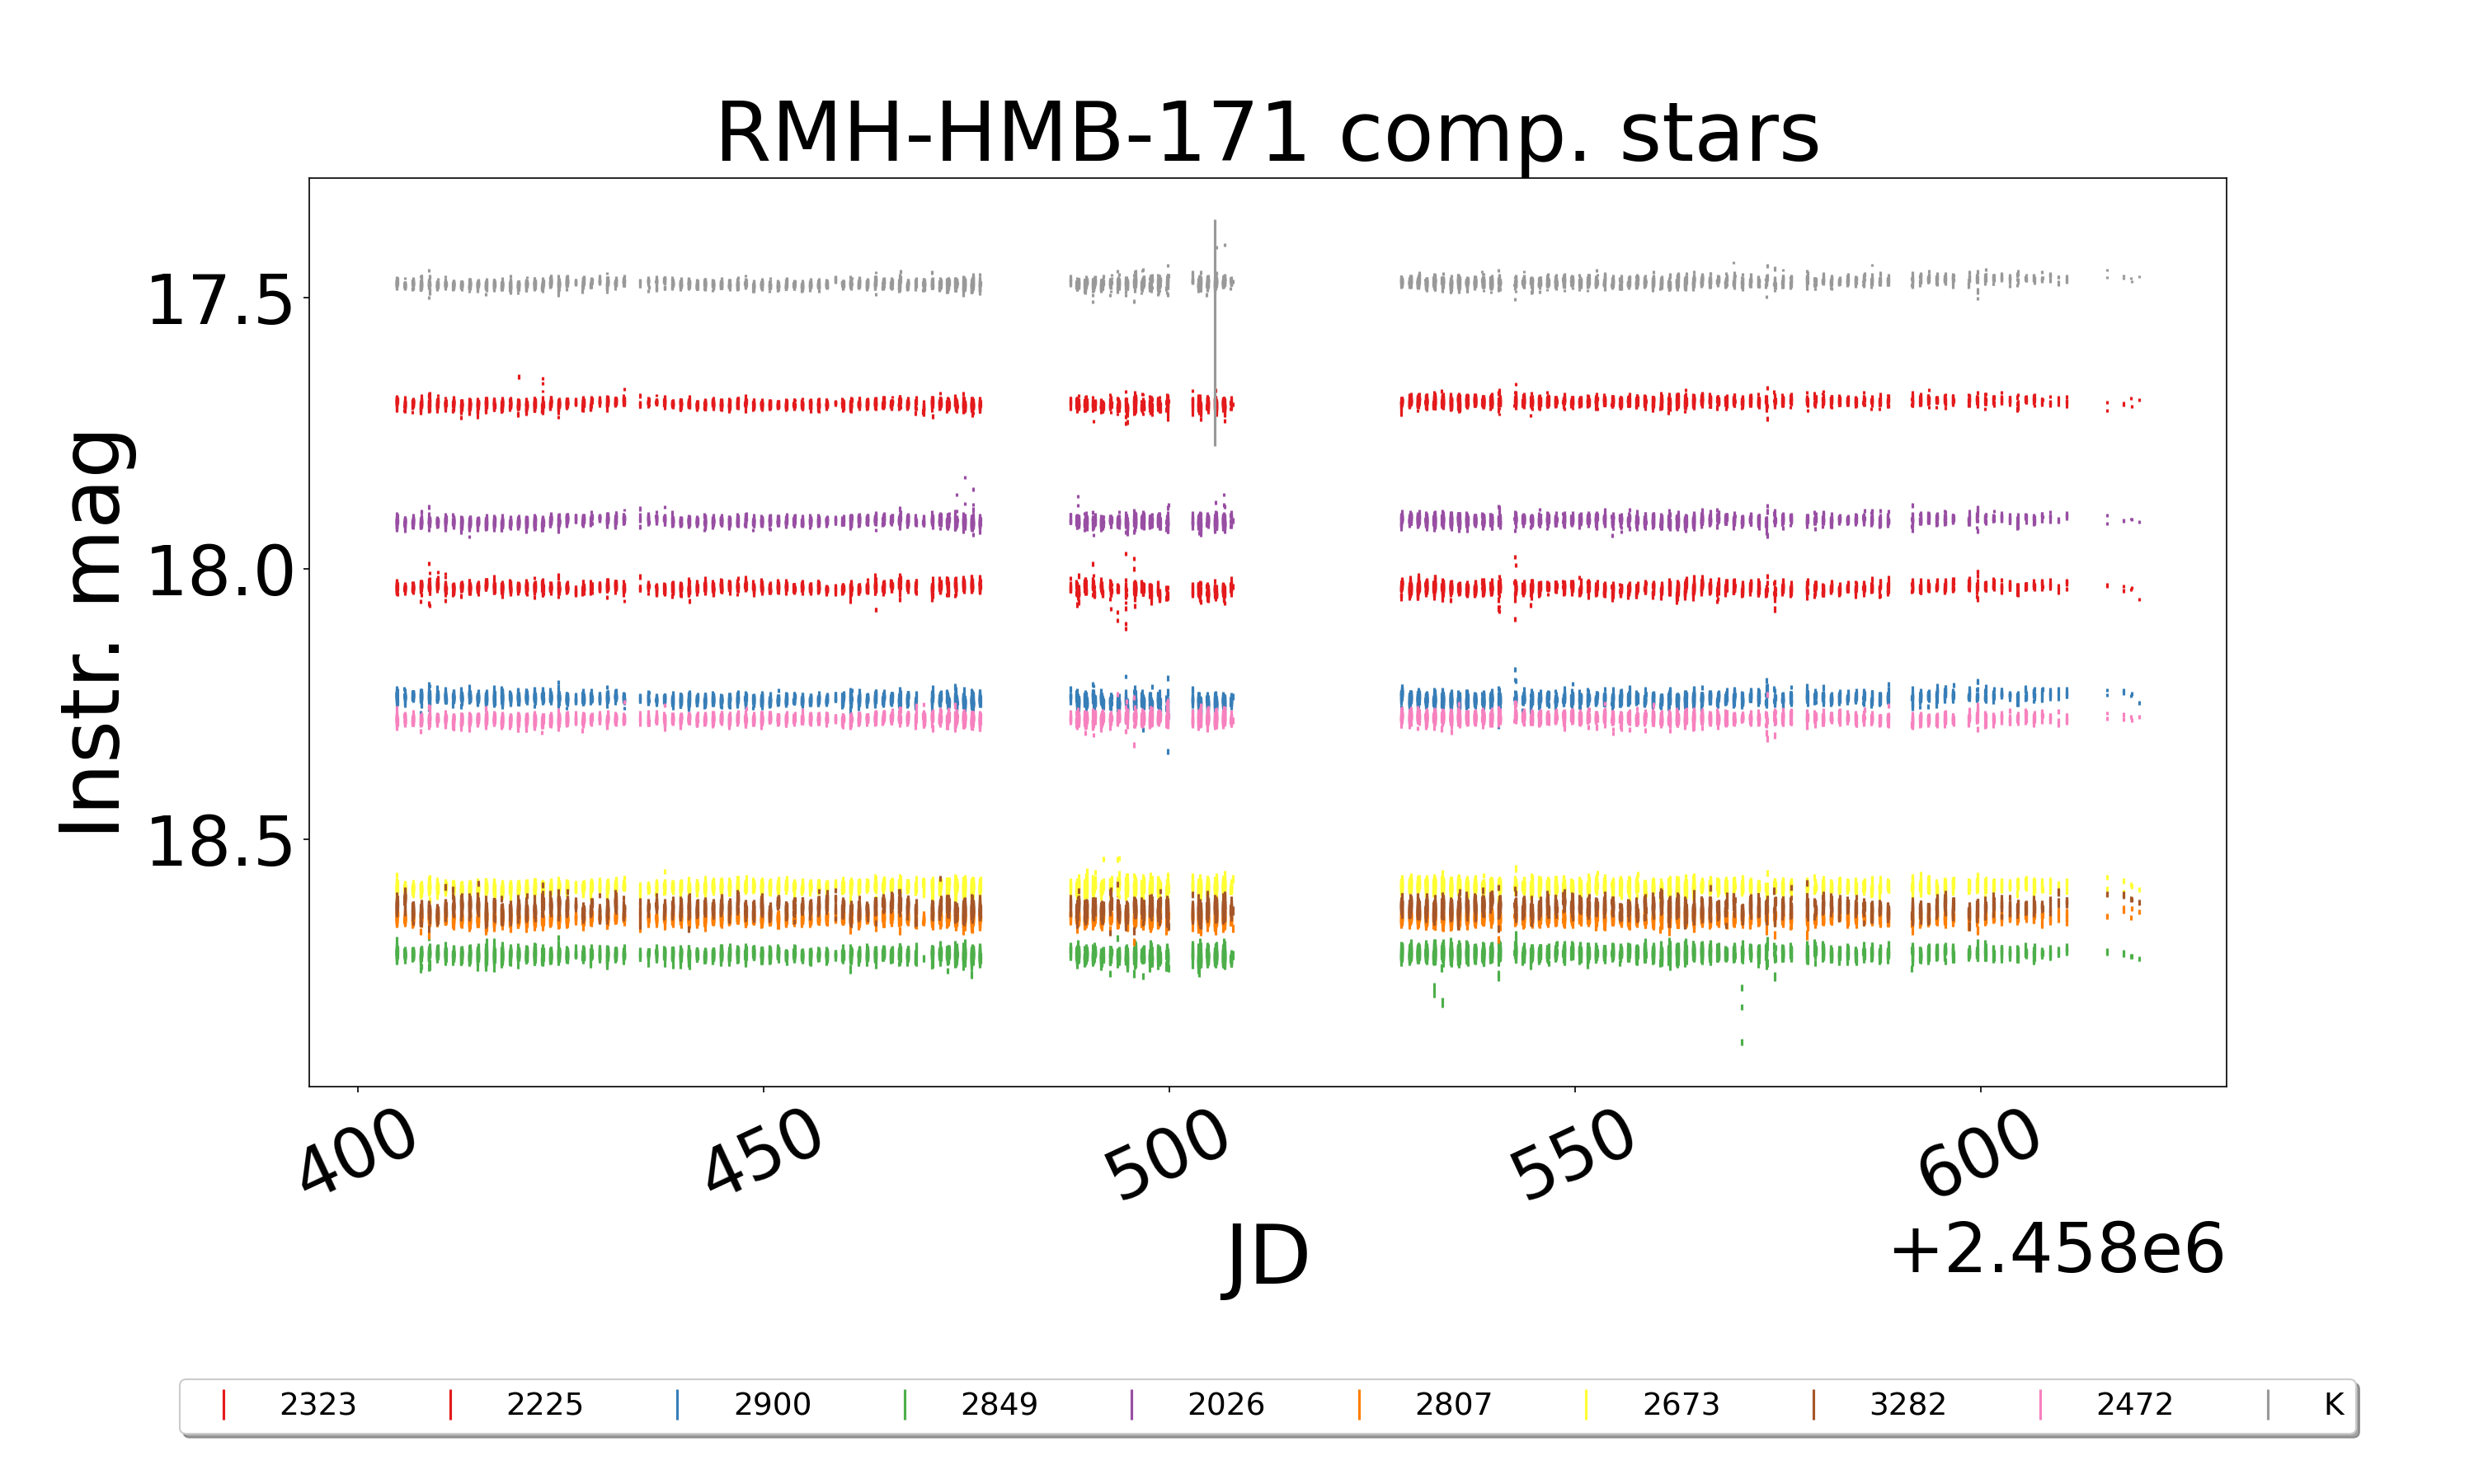 RMH-HMB-171 comp. stars
Instr. mag
17.5
18.0
18.5
400 450 500 550 600
JD
+2.458e6
2323 2225 2900 2849 2026 2807 2673 3282 2472 K